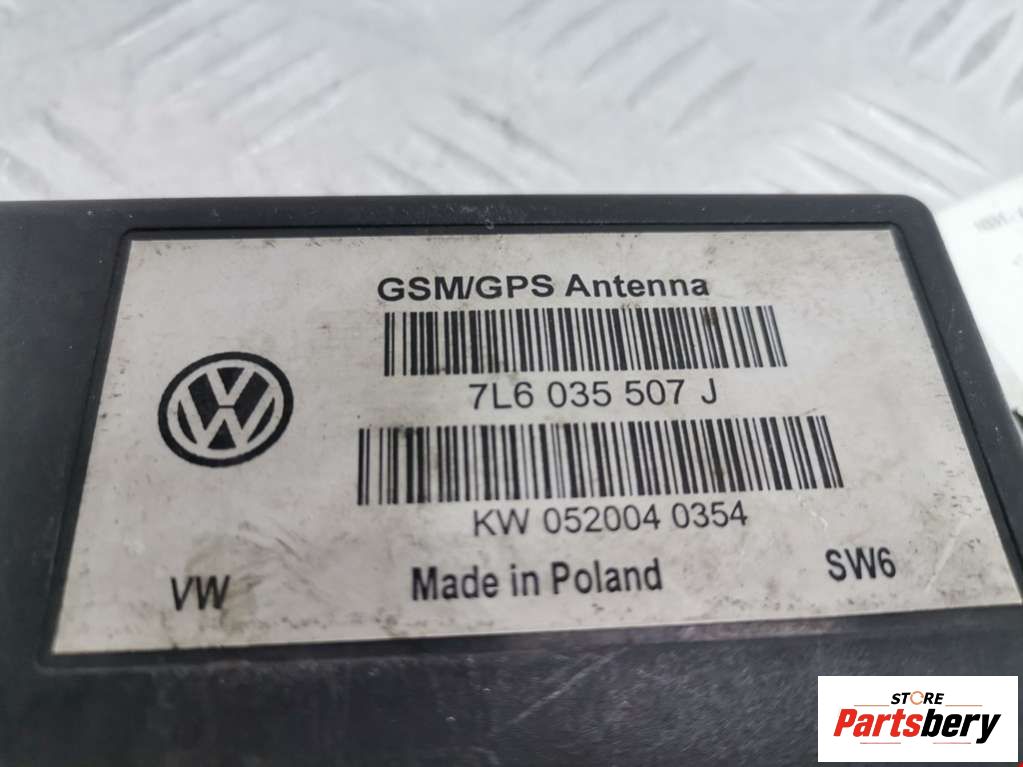 GSM/GPS Antenna
7L6 035 507 J
KW 052004 0354
VW
Made in Poland
SW6
STORE
Partsbery